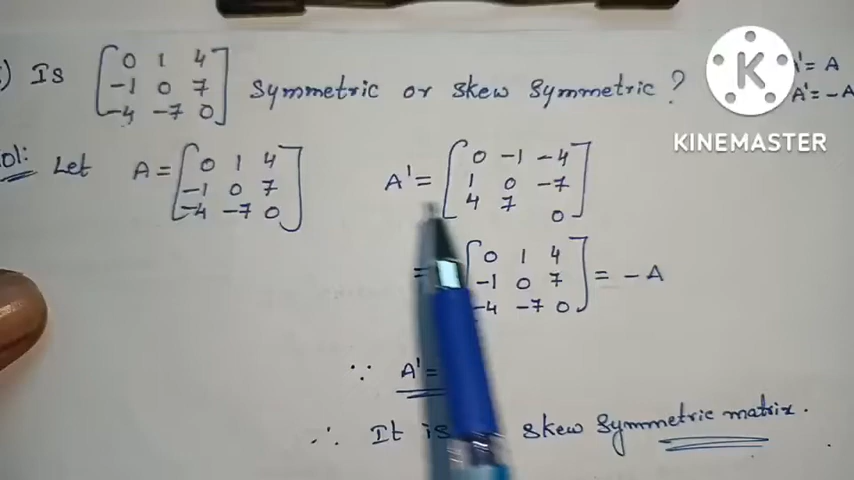 Is [0 1 4 -1 0 7 -4 -7 0] Symmetric or skew symmetric ?
A' = A
A' = -A
K
KINEMASTER
Sol: Let A = [0 1 4 -1 0 7 -4 -7 0] A' = [0 -1 -4 1 0 -7 4 7 0]
= [0 1 4 -1 0 7 -4 -7 0] = -A
∵ A' =
∴ It is skew symmetric matrix.